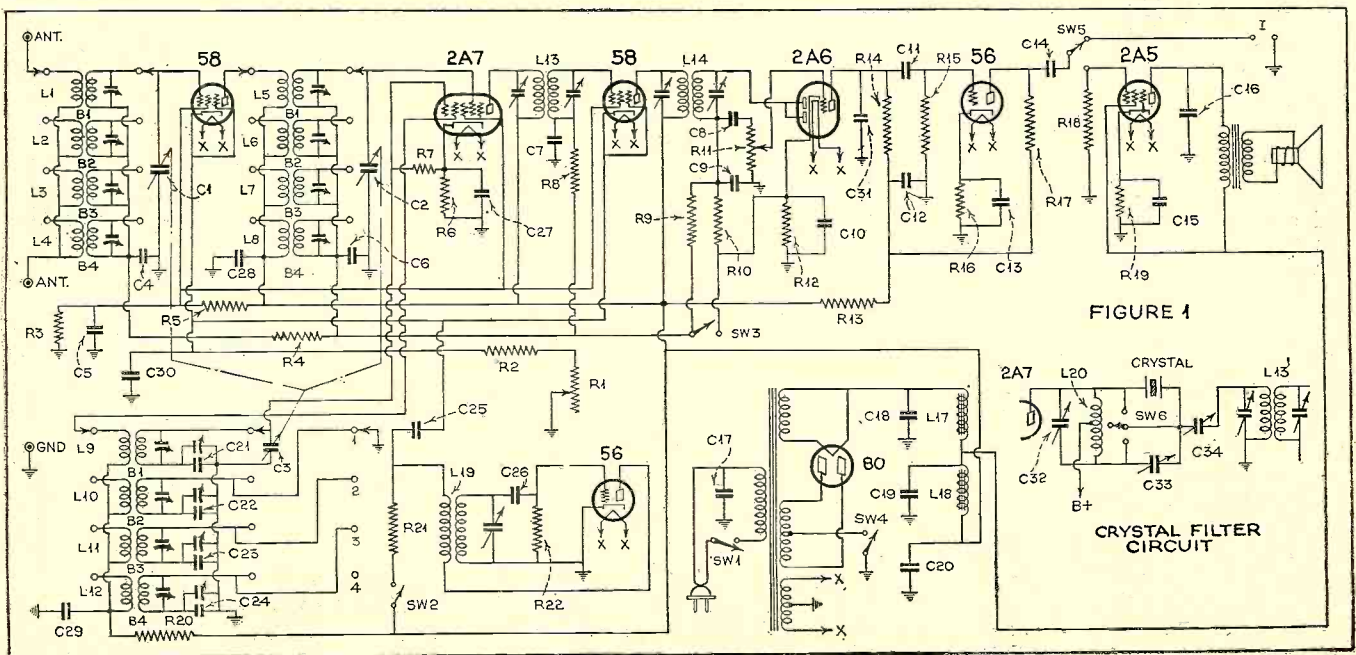 ANT.
58
2A7
L13
58
L14
2A6
R14
C11
R15
56
C14
SW5
I
2A5
C16
L1
L5
B1
B1
L2
L6
B2
B2
L3
L7
B3
B3
L4
L8
B4
B4
C1
C2
C4
C6
C28
R7
R6
C27
C7
R8
C8
R11
C9
R9
R10
R12
C10
C31
C12
R16
C13
R17
R18
R19
C15
X X
X X
X X
X X
X X
X X
ANT.
R3
C5
R5
R4
C30
R2
R1
SW3
R13
FIGURE 1
GND
L9
B1
L10
B2
L11
B3
L12
B4
C21
C22
C23
C24
C3
C29
R20
1
2
3
4
C25
R21
SW2
L19
C26
R22
56
X X
C17
SW1
80
SW4
X
X
C18
L17
C19
L18
C20
2A7
L20
CRYSTAL
L13
SW6
C32
C34
C33
B+
CRYSTAL FILTER
CIRCUIT